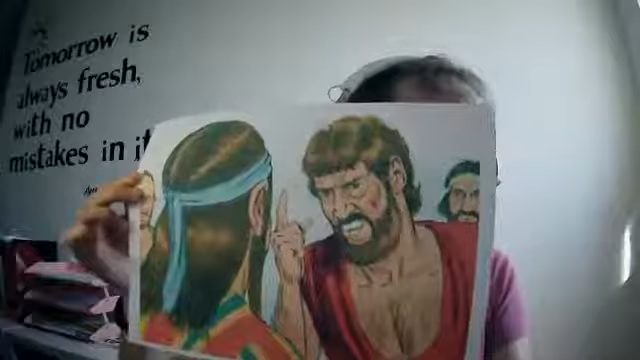 Tomorrow is
always fresh,
with no
mistakes in it